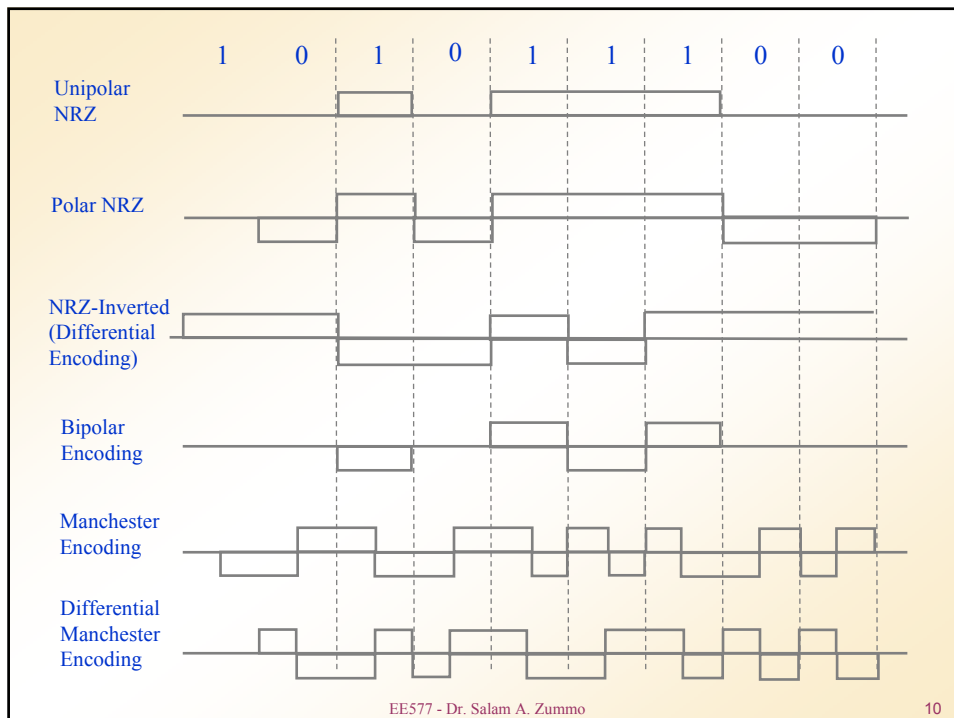 1 0 1 0 1 1 1 0 0
Unipolar
NRZ
Polar NRZ
NRZ-Inverted
(Differential
Encoding)
Bipolar
Encoding
Manchester
Encoding
Differential
Manchester
Encoding
EE577 - Dr. Salam A. Zummo 10